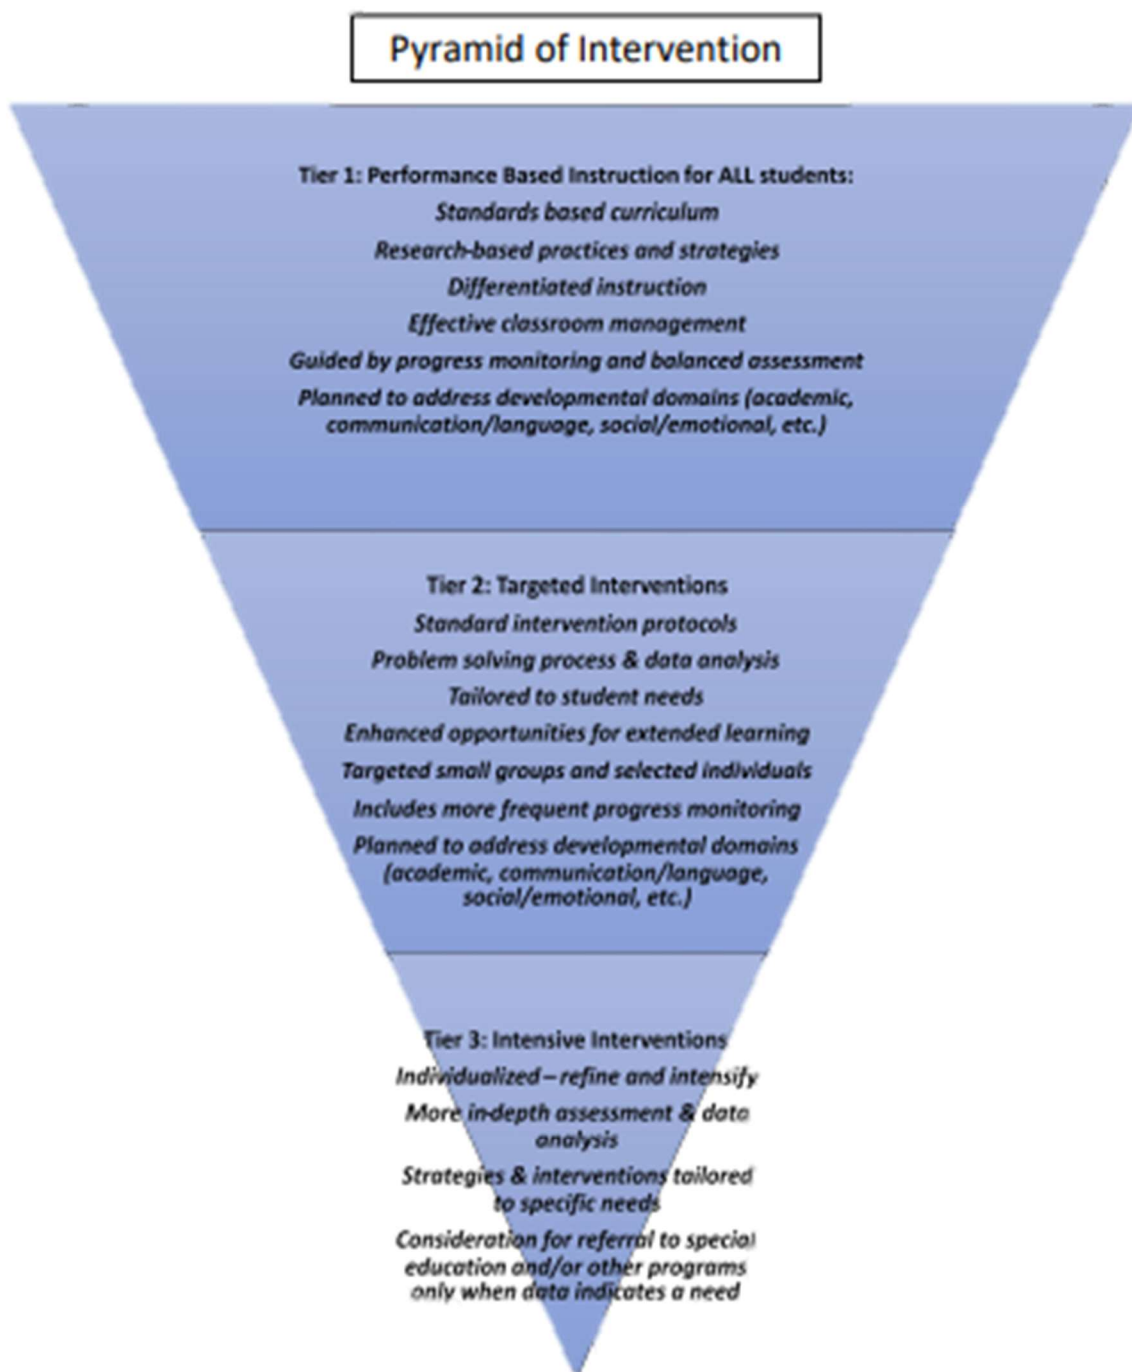 Pyramid of Intervention
Tier 1: Performance Based Instruction for ALL students:
Standards based curriculum
Research-based practices and strategies
Differentiated instruction
Effective classroom management
Guided by progress monitoring and balanced assessment
Planned to address developmental domains (academic,
communication/language, social/emotional, etc.)
Tier 2: Targeted Interventions
Standard intervention protocols
Problem solving process & data analysis
Tailored to student needs
Enhanced opportunities for extended learning
Targeted small groups and selected individuals
Includes more frequent progress monitoring
Planned to address developmental domains
(academic, communication/language,
social/emotional, etc.)
Tier 3: Intensive Interventions
Individualized – refine and intensify
More in-depth assessment & data
analysis
Strategies & interventions tailored
to specific needs
Consideration for referral to special
education and/or other programs
only when data indicates a need